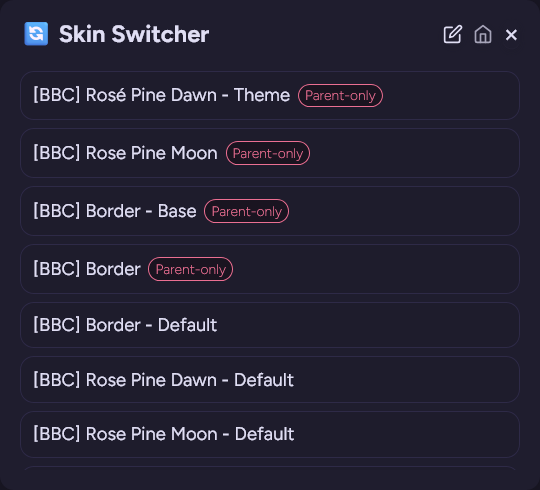 Skin Switcher
[BBC] Rosé Pine Dawn - Theme Parent-only
[BBC] Rose Pine Moon Parent-only
[BBC] Border - Base Parent-only
[BBC] Border Parent-only
[BBC] Border - Default
[BBC] Rose Pine Dawn - Default
[BBC] Rose Pine Moon - Default